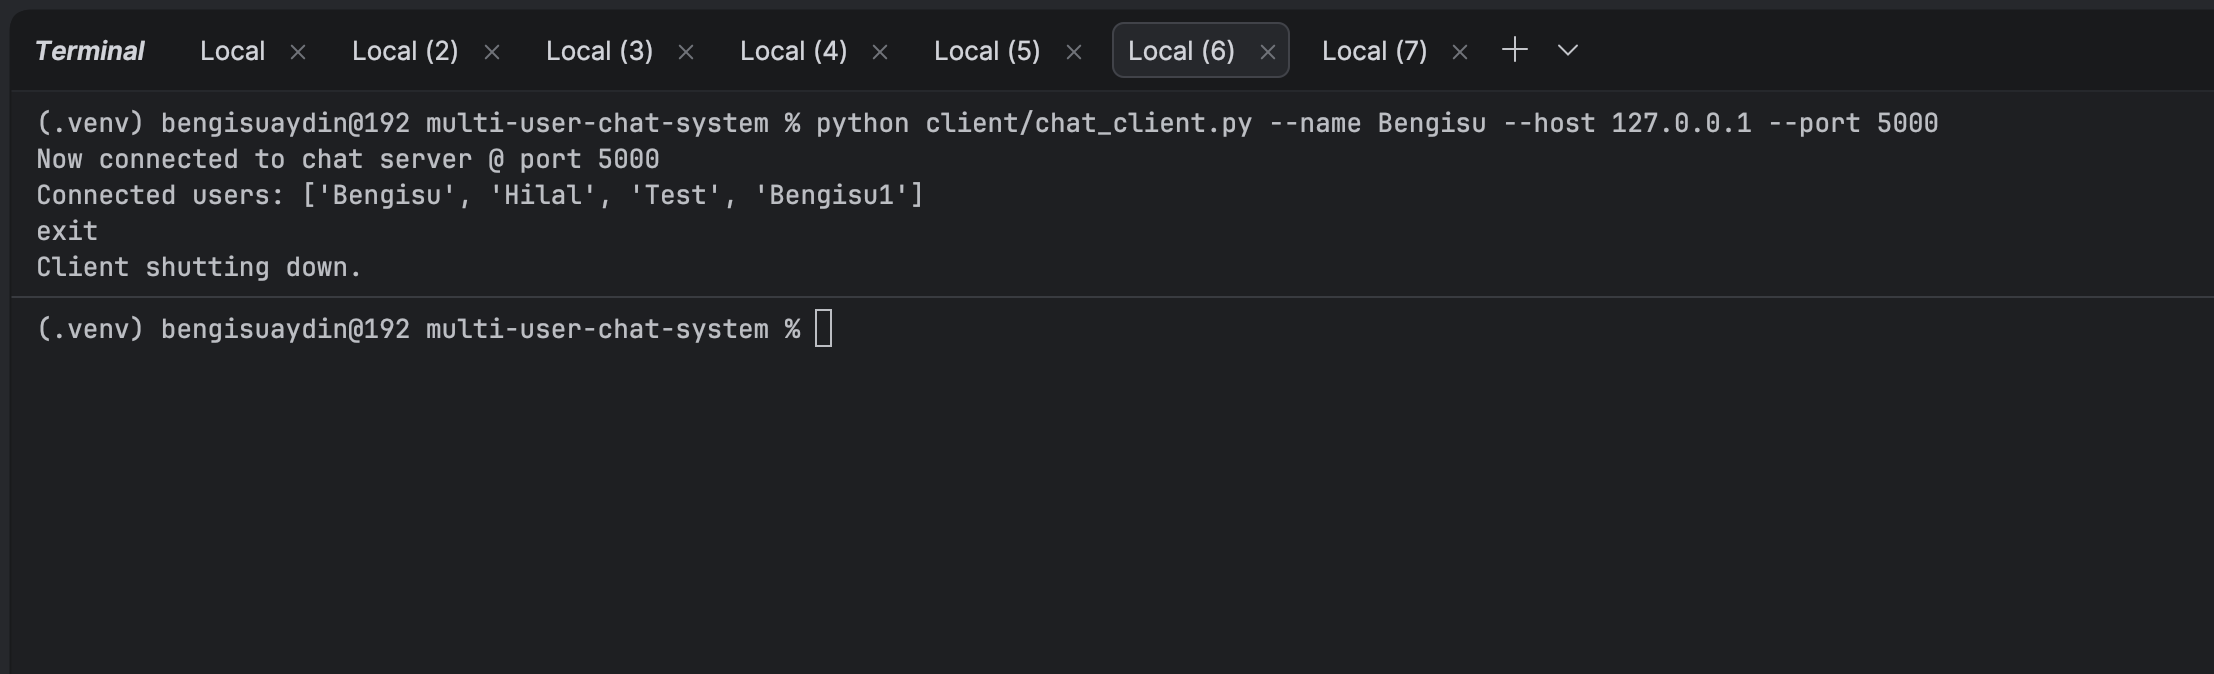 Terminal Local × Local (2) × Local (3) × Local (4) × Local (5) × Local (6) × Local (7) × +
(.venv) bengisuaydin@192 multi-user-chat-system % python client/chat_client.py --name Bengisu --host 127.0.0.1 --port 5000
Now connected to chat server @ port 5000
Connected users: ['Bengisu', 'Hilal', 'Test', 'Bengisu1']
exit
Client shutting down.
(.venv) bengisuaydin@192 multi-user-chat-system %